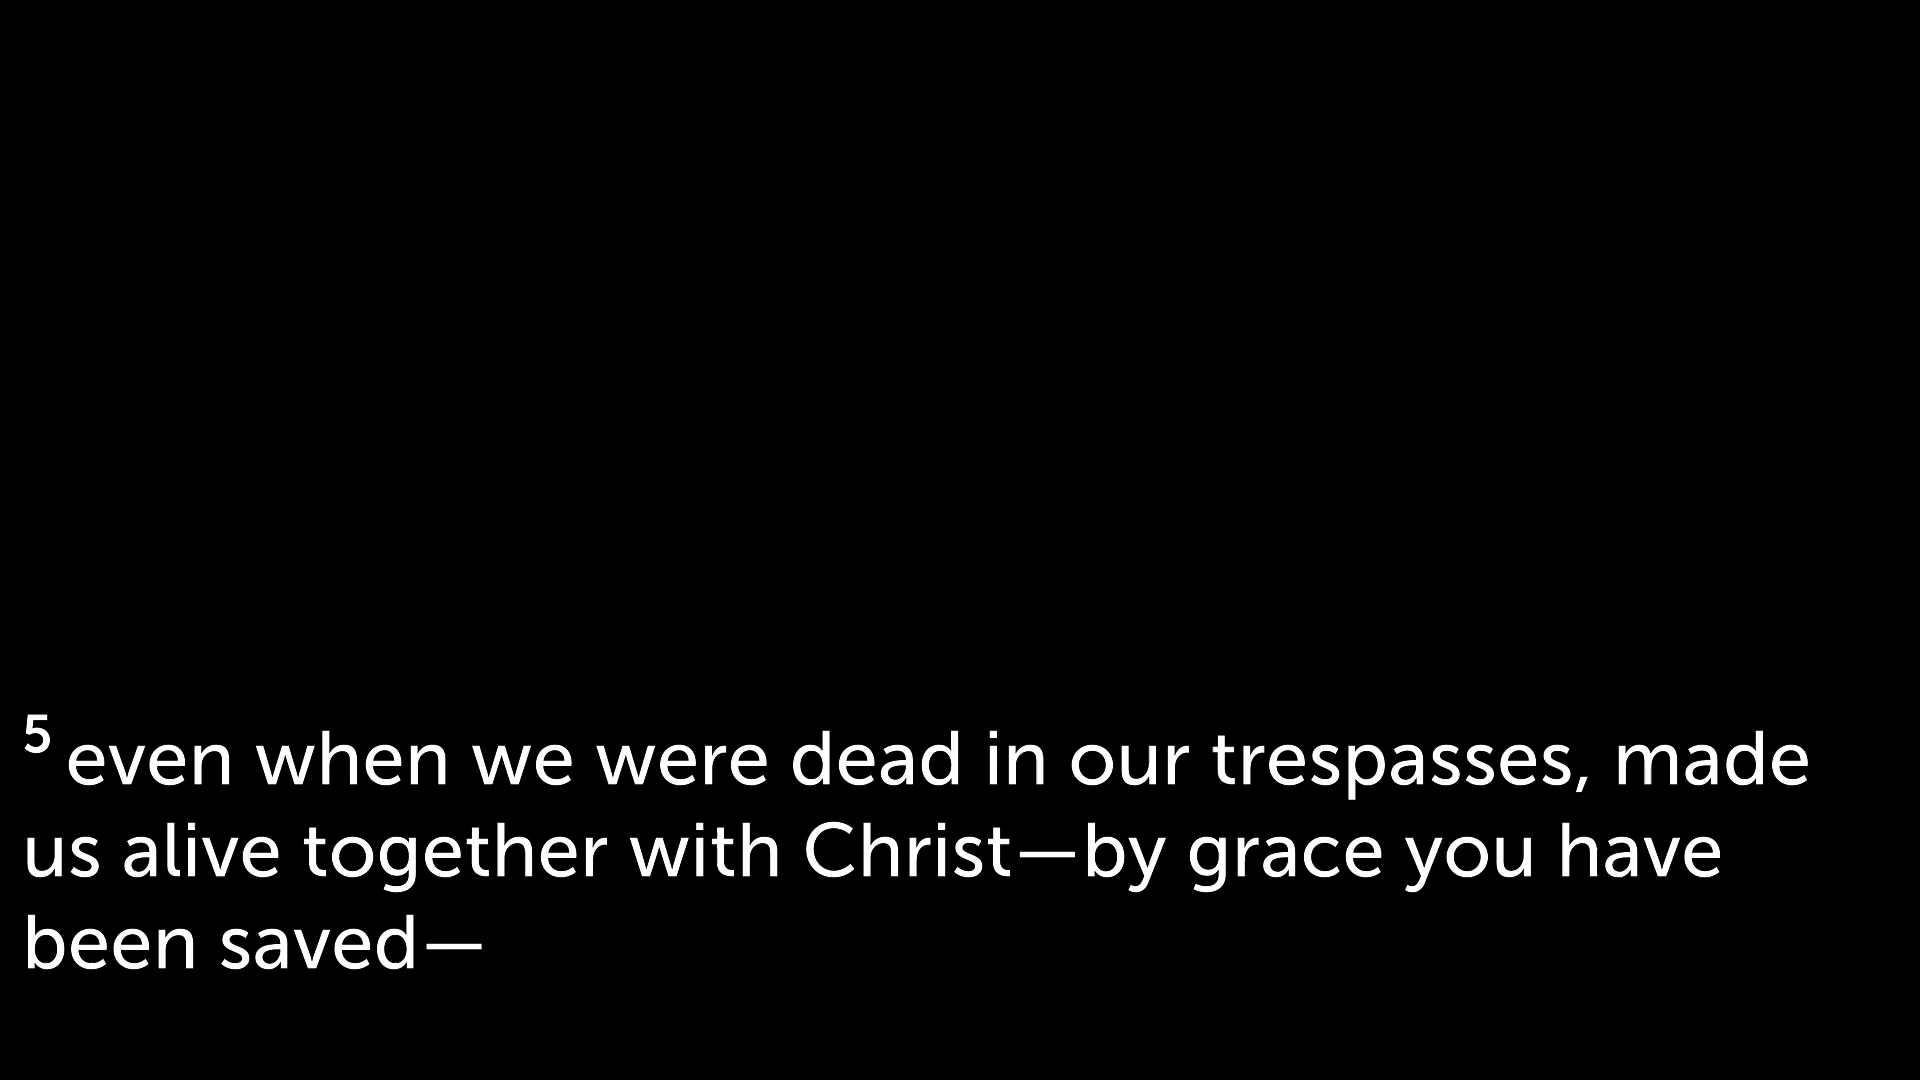 5 even when we were dead in our trespasses, made
us alive together with Christ—by grace you have
been saved—